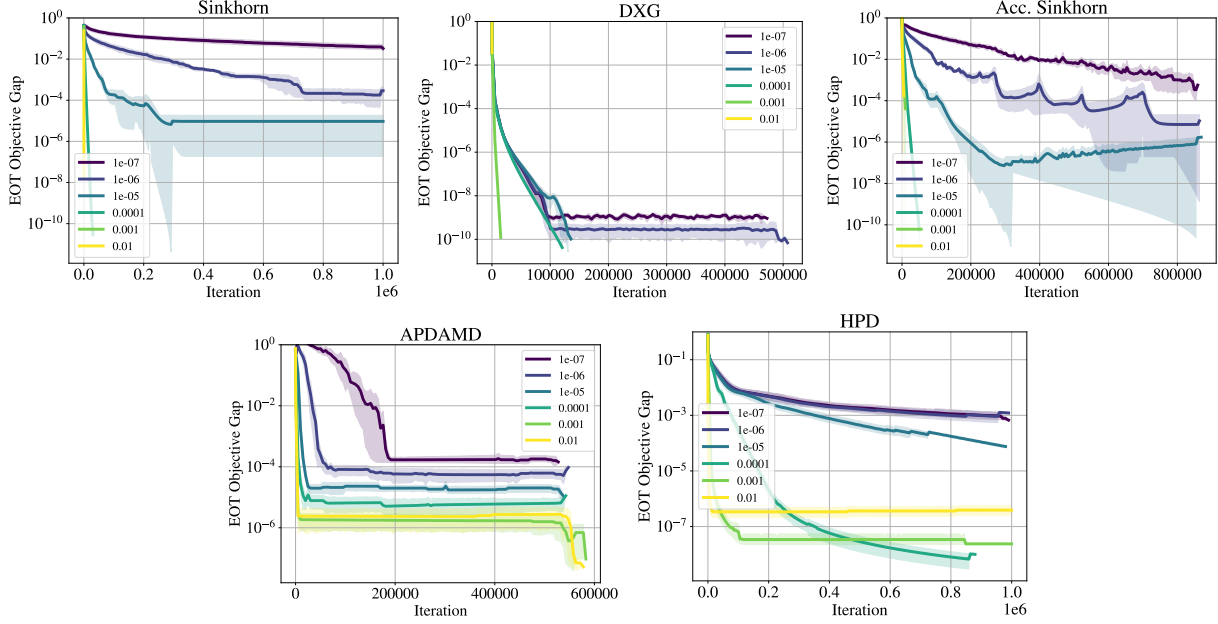 Sinkhorn
EOT Objective Gap
10^0
10^-2
10^-4
10^-6
10^-8
10^-10
1e-07
1e-06
1e-05
0.0001
0.001
0.01
0.0 0.2 0.4 0.6 0.8 1.0
1e6
Iteration
DXG
EOT Objective Gap
10^0
10^-2
10^-4
10^-6
10^-8
10^-10
1e-07
1e-06
1e-05
0.0001
0.001
0.01
0 100000 200000 300000 400000 500000
Iteration
Acc. Sinkhorn
EOT Objective Gap
10^0
10^-2
10^-4
10^-6
10^-8
10^-10
1e-07
1e-06
1e-05
0.0001
0.001
0.01
0 200000 400000 600000 800000
Iteration
APDAMD
EOT Objective Gap
10^0
10^-2
10^-4
10^-6
1e-07
1e-06
1e-05
0.0001
0.001
0.01
0 200000 400000 600000
Iteration
HPD
EOT Objective Gap
10^-1
10^-3
10^-5
10^-7
1e-07
1e-06
1e-05
0.0001
0.001
0.01
0.0 0.2 0.4 0.6 0.8 1.0
1e6
Iteration